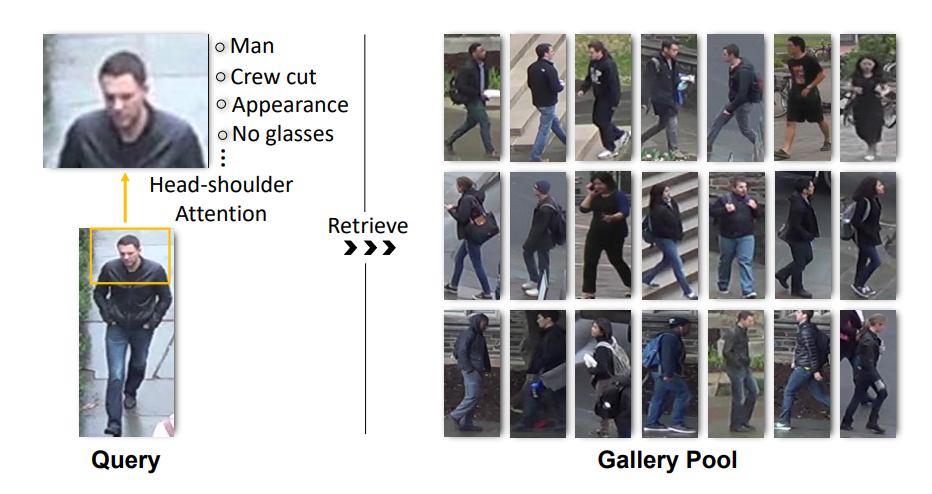 Man
Crew cut
Appearance
No glasses
Head-shoulder
Attention
Retrieve
Query
Gallery Pool